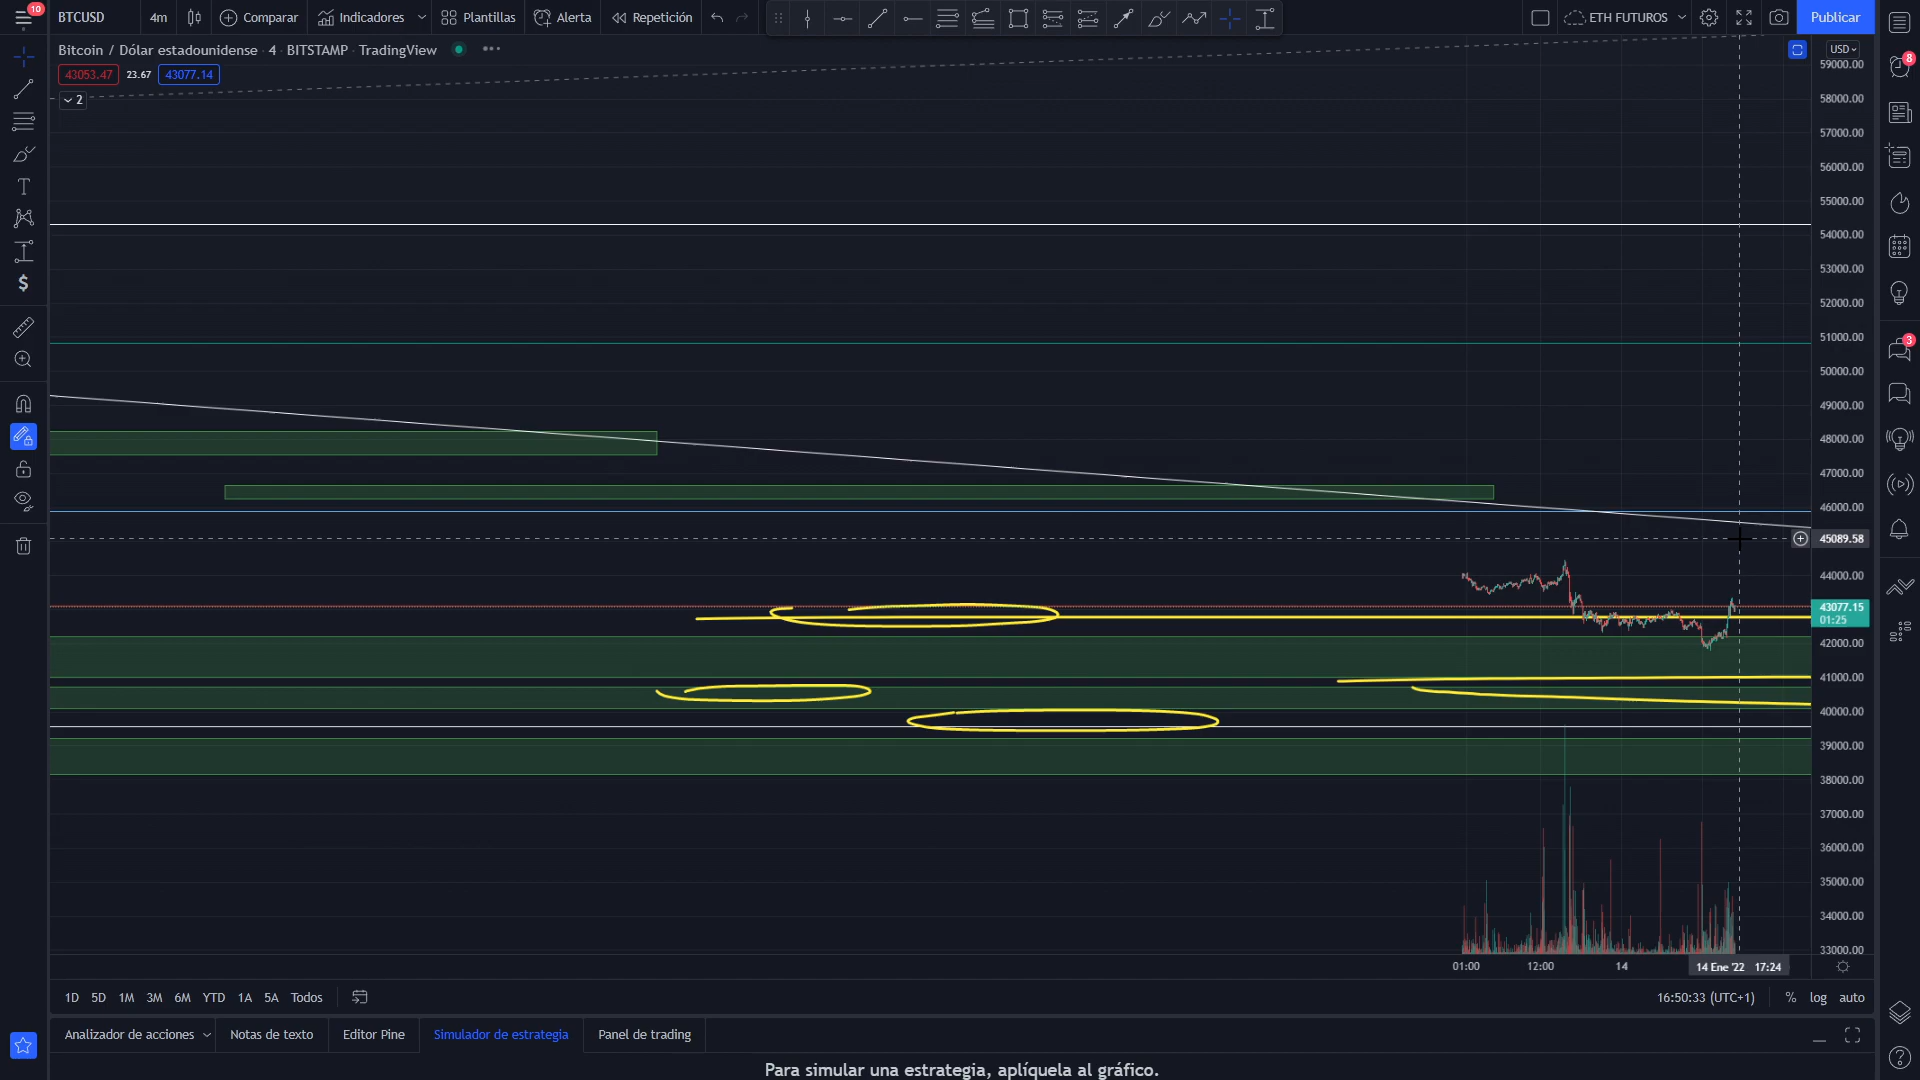 10
BTCUSD
4m
Comparar
Indicadores
Plantillas
Alerta
Repetición
ETH FUTUROS
Publicar
Bitcoin / Dólar estadounidense · 4 · BITSTAMP · TradingView
43053.47 23.67 43077.14
2
USD
59000.00
58000.00
57000.00
56000.00
55000.00
54000.00
53000.00
52000.00
51000.00
50000.00
49000.00
48000.00
47000.00
46000.00
45089.58
44000.00
43077.15
01:25
42000.00
41000.00
40000.00
39000.00
38000.00
37000.00
36000.00
35000.00
34000.00
33000.00
8
3
T
$
01:00 12:00 14 14 Ene '22 17:24
1D 5D 1M 3M 6M YTD 1A 5A Todos
16:50:33 (UTC+1) % log auto
Analizador de acciones Notas de texto Editor Pine Simulador de estrategia Panel de trading
Para simular una estrategia, aplíquela al gráfico.